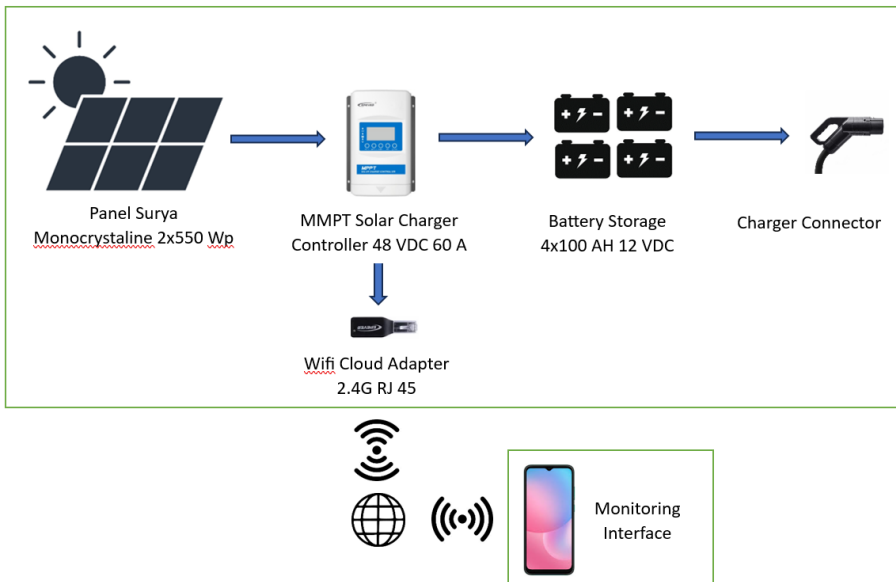 Panel Surya
Monocrystaline 2x550 Wp
MMPT Solar Charger
Controller 48 VDC 60 A
Battery Storage
4x100 AH 12 VDC
Charger Connector
MPPT
Wifi Cloud Adapter
2.4G RJ 45
Monitoring
Interface